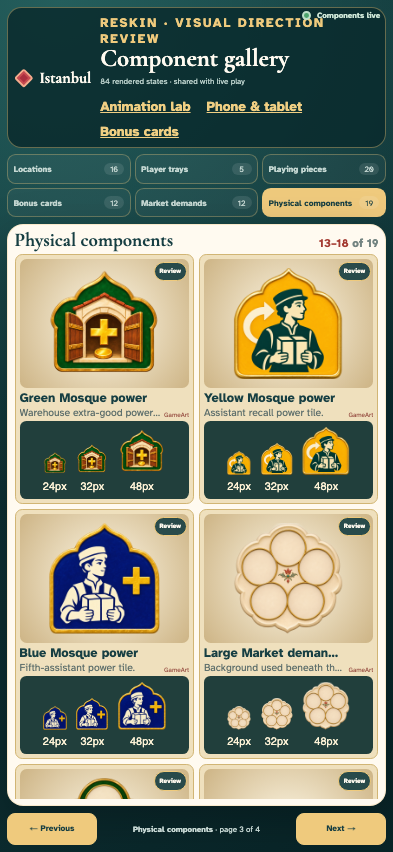 RESKIN · VISUAL DIRECTION
REVIEW
Components live
Istanbul
Component gallery
84 rendered states · shared with live play
Animation lab Phone & tablet
Bonus cards
Locations 16
Player trays 5
Playing pieces 20
Bonus cards 12
Market demands 12
Physical components 19
Physical components
13–18 of 19
Review
Green Mosque power
Warehouse extra-good power... GameArt
24px 32px 48px
Review
Yellow Mosque power
Assistant recall power tile. GameArt
24px 32px 48px
Review
Blue Mosque power
Fifth-assistant power tile. GameArt
24px 32px 48px
Review
Large Market deman...
Background used beneath th... GameArt
24px 32px 48px
Review
Review
← Previous
Physical components · page 3 of 4
Next →